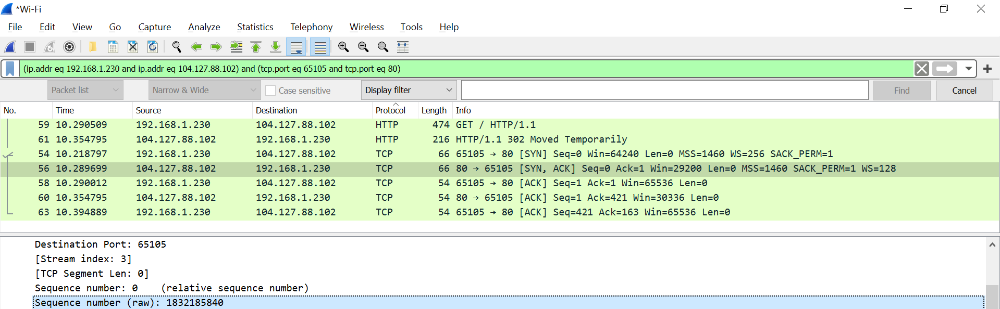 *Wi-Fi
File Edit View Go Capture Analyze Statistics Telephony Wireless Tools Help
(ip.addr eq 192.168.1.230 and ip.addr eq 104.127.88.102) and (tcp.port eq 65105 and tcp.port eq 80)
Packet list Narrow & Wide Case sensitive Display filter Find Cancel
No. Time Source Destination Protocol Length Info
59 10.290509 192.168.1.230 104.127.88.102 HTTP 474 GET / HTTP/1.1
61 10.354795 104.127.88.102 192.168.1.230 HTTP 216 HTTP/1.1 302 Moved Temporarily
54 10.218797 192.168.1.230 104.127.88.102 TCP 66 65105 → 80 [SYN] Seq=0 Win=64240 Len=0 MSS=1460 WS=256 SACK_PERM=1
56 10.289699 104.127.88.102 192.168.1.230 TCP 66 80 → 65105 [SYN, ACK] Seq=0 Ack=1 Win=29200 Len=0 MSS=1460 SACK_PERM=1 WS=128
58 10.290012 192.168.1.230 104.127.88.102 TCP 54 65105 → 80 [ACK] Seq=1 Ack=1 Win=65536 Len=0
60 10.354795 104.127.88.102 192.168.1.230 TCP 54 80 → 65105 [ACK] Seq=1 Ack=421 Win=30336 Len=0
63 10.394889 192.168.1.230 104.127.88.102 TCP 54 65105 → 80 [ACK] Seq=421 Ack=163 Win=65536 Len=0
Destination Port: 65105
[Stream index: 3]
[TCP Segment Len: 0]
Sequence number: 0 (relative sequence number)
Sequence number (raw): 1832185840